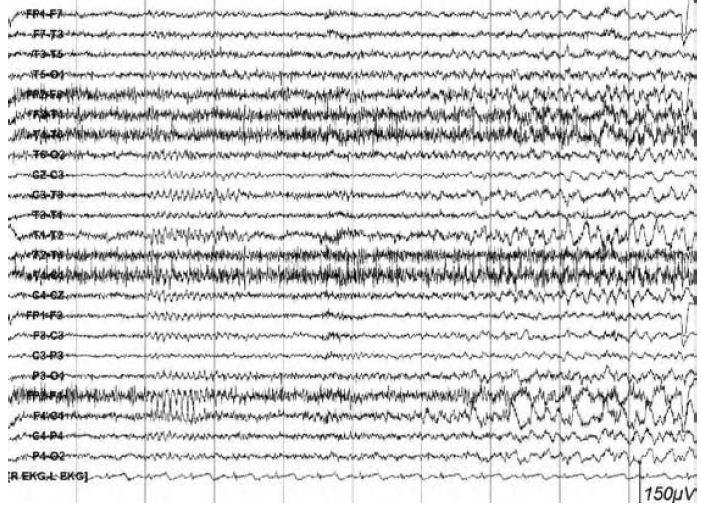 FP1-F7
F7-T3
T3-T5
T5-O1
FP2-F8
F8-T4
T4-T6
T6-O2
CZ-C3
C3-T3
T3-T1
T1-T2
T2-T4
C4-CZ
FP1-F3
F3-C3
C3-P3
P3-O1
FP2-F4
F4-C4
C4-P4
P4-O2
[R EKG-L EKG]
150µV